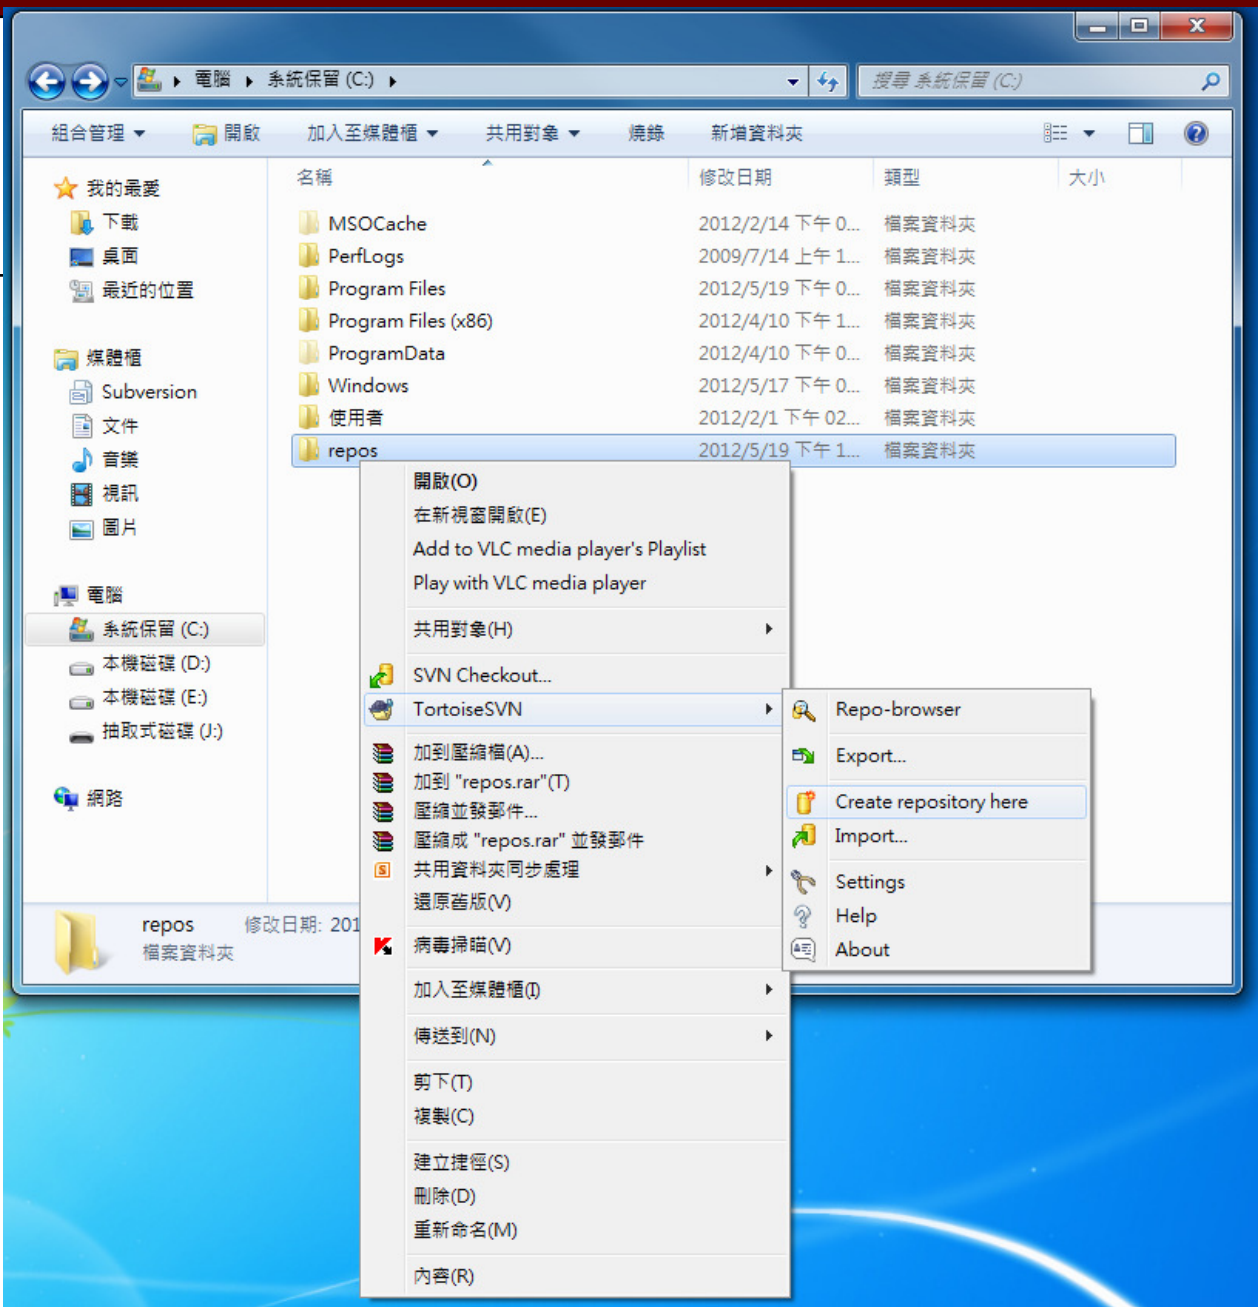 電腦 ▸ 系統保留 (C:) ▸
搜尋 系統保留 (C:)
組合管理 開啟 加入至媒體櫃 共用對象 燒錄 新增資料夾
名稱 修改日期 類型 大小
我的最愛
下載
桌面
最近的位置
媒體櫃
Subversion
文件
音樂
視訊
圖片
電腦
系統保留 (C:)
本機磁碟 (D:)
本機磁碟 (E:)
抽取式磁碟 (J:)
網路
MSOCache 2012/2/14 下午 0... 檔案資料夾
PerfLogs 2009/7/14 上午 1... 檔案資料夾
Program Files 2012/5/19 下午 0... 檔案資料夾
Program Files (x86) 2012/4/10 下午 1... 檔案資料夾
ProgramData 2012/4/10 下午 0... 檔案資料夾
Windows 2012/5/17 下午 0... 檔案資料夾
使用者 2012/2/1 下午 02... 檔案資料夾
repos 2012/5/19 下午 1... 檔案資料夾
開啟(O)
在新視窗開啟(E)
Add to VLC media player's Playlist
Play with VLC media player
共用對象(H)
SVN Checkout...
TortoiseSVN
加到壓縮檔(A)...
加到 "repos.rar"(T)
壓縮並發郵件...
壓縮成 "repos.rar" 並發郵件
共用資料夾同步處理
還原舊版(V)
病毒掃瞄(V)
加入至媒體櫃(I)
傳送到(N)
剪下(T)
複製(C)
建立捷徑(S)
刪除(D)
重新命名(M)
內容(R)
Repo-browser
Export...
Create repository here
Import...
Settings
Help
About
repos 修改日期: 201
檔案資料夾